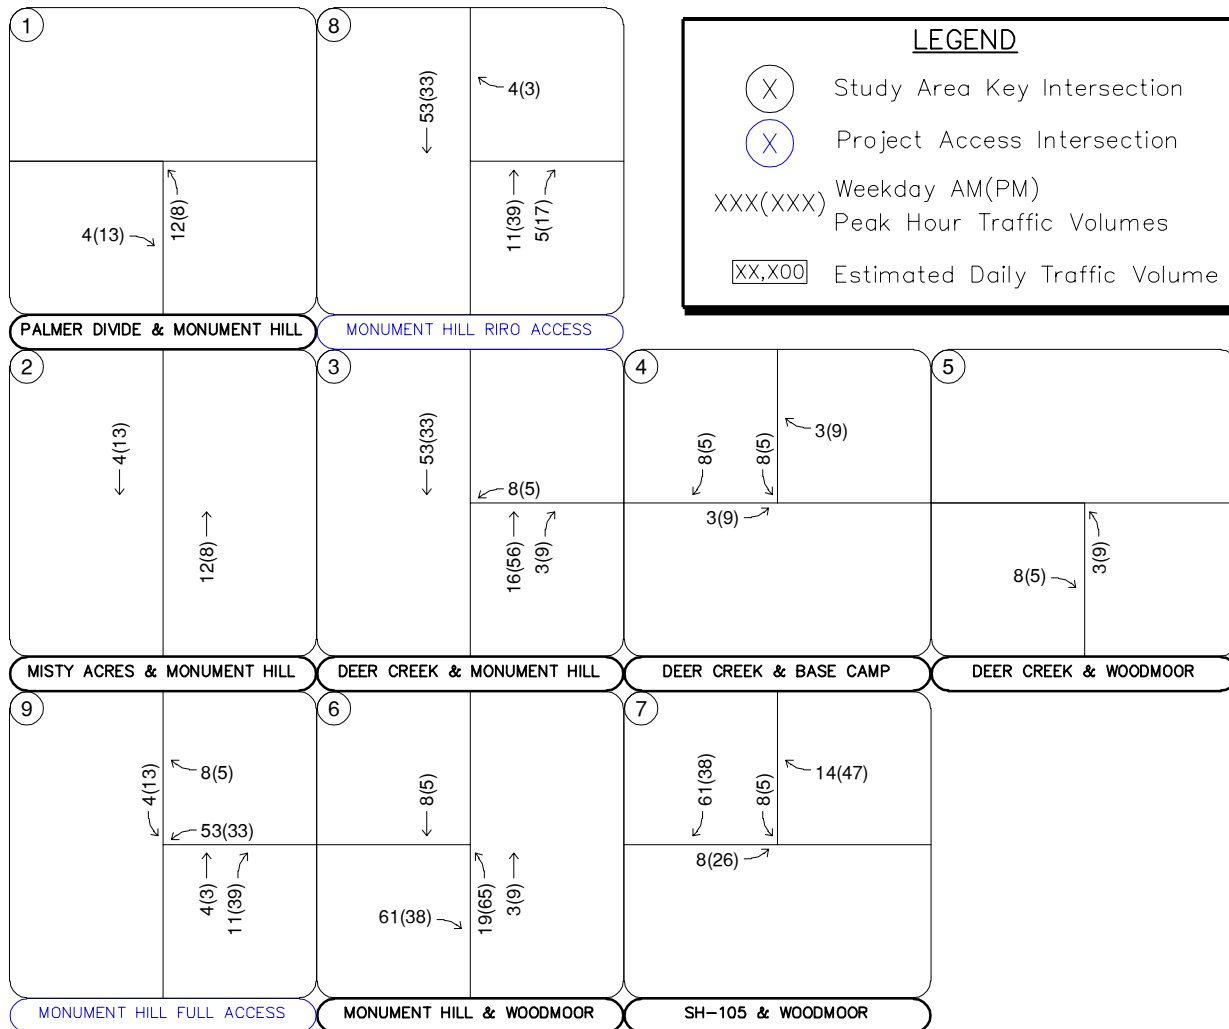 1
12(8)
4(13)
PALMER DIVIDE & MONUMENT HILL
8
53(33)
4(3)
11(39)
5(17)
MONUMENT HILL RIRO ACCESS
LEGEND
X Study Area Key Intersection
X Project Access Intersection
XXX(XXX) Weekday AM(PM)
Peak Hour Traffic Volumes
XX,X00 Estimated Daily Traffic Volume
2
4(13)
12(8)
MISTY ACRES & MONUMENT HILL
3
53(33)
8(5)
16(56)
3(9)
DEER CREEK & MONUMENT HILL
4
8(5)
8(5)
3(9)
3(9)
DEER CREEK & BASE CAMP
5
8(5)
3(9)
DEER CREEK & WOODMOOR
9
4(13)
8(5)
53(33)
4(3)
11(39)
MONUMENT HILL FULL ACCESS
6
8(5)
61(38)
19(65)
3(9)
MONUMENT HILL & WOODMOOR
7
61(38)
8(5)
14(47)
8(26)
SH-105 & WOODMOOR